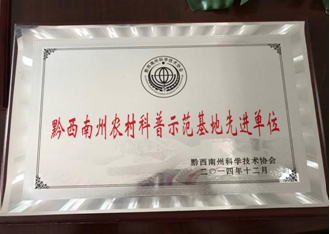 黔西南州农村科普示范基地先进单位
黔西南州科学技术协会
二〇一四年十二月